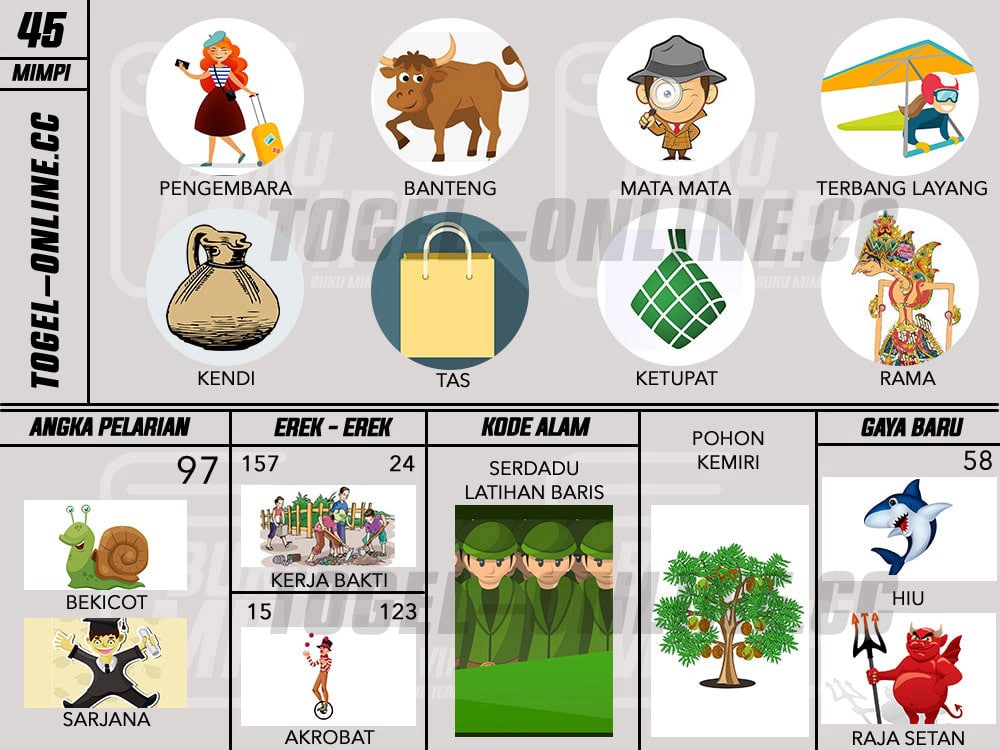 45
MIMPI
TOGEL-ONLINE.CC
PENGEMBARA
BANTENG
MATA MATA
TERBANG LAYANG
TOGEL-ONLINE.CC
KENDI
TAS
KETUPAT
RAMA
ANGKA PELARIAN
97
BEKICOT
SARJANA
EREK - EREK
157 24
KERJA BAKTI
15 123
AKROBAT
KODE ALAM
SERDADU
LATIHAN BARIS
POHON
KEMIRI
GAYA BARU
58
HIU
RAJA SETAN
TOGEL-ONLINE.CC